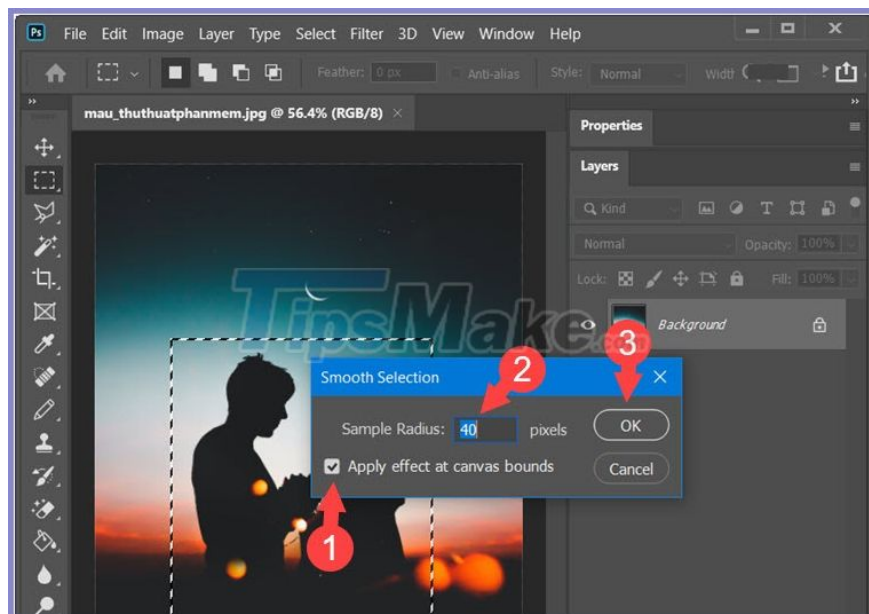 Ps File Edit Image Layer Type Select Filter 3D View Window Help
Feather: 0 px Anti-alias Style: Normal Width
mau_thuthuatphanmem.jpg @ 56.4% (RGB/8)
Properties
Layers
Kind
Normal Opacity: 100%
Lock: Fill: 100%
TipsMake.com
Background
Smooth Selection
2
3
Sample Radius: 40 pixels
OK
Apply effect at canvas bounds
Cancel
1